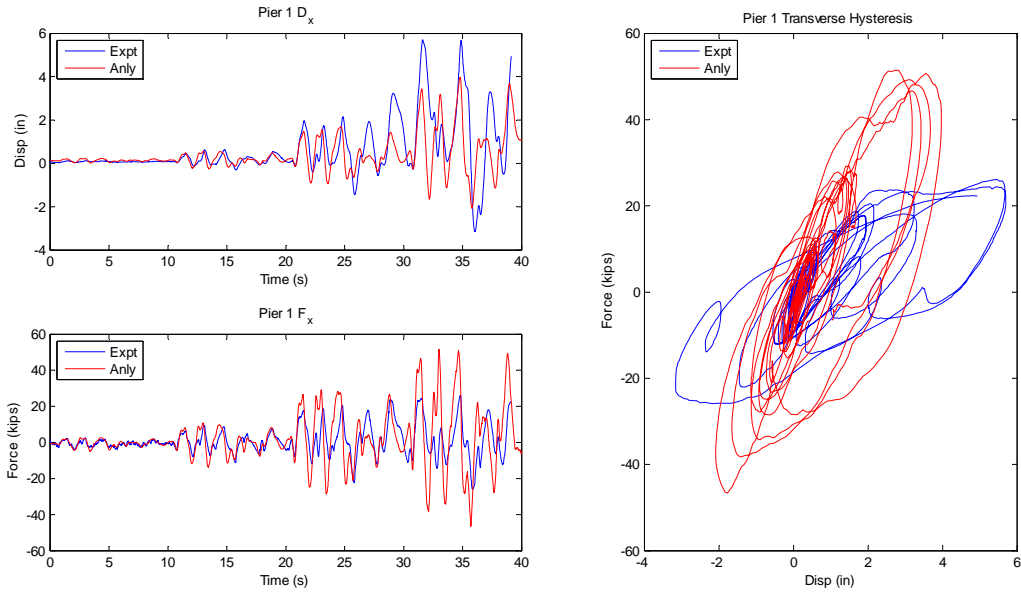 Pier 1 Dx
6
4
2
0
-2
-4
Disp (in)
Expt
Anly
0 5 10 15 20 25 30 35 40
Time (s)
Pier 1 Fx
60
40
20
0
-20
-40
-60
Force (kips)
Expt
Anly
0 5 10 15 20 25 30 35 40
Time (s)
Pier 1 Transverse Hysteresis
60
40
20
0
-20
-40
-60
Force (kips)
Expt
Anly
-4 -2 0 2 4 6
Disp (in)